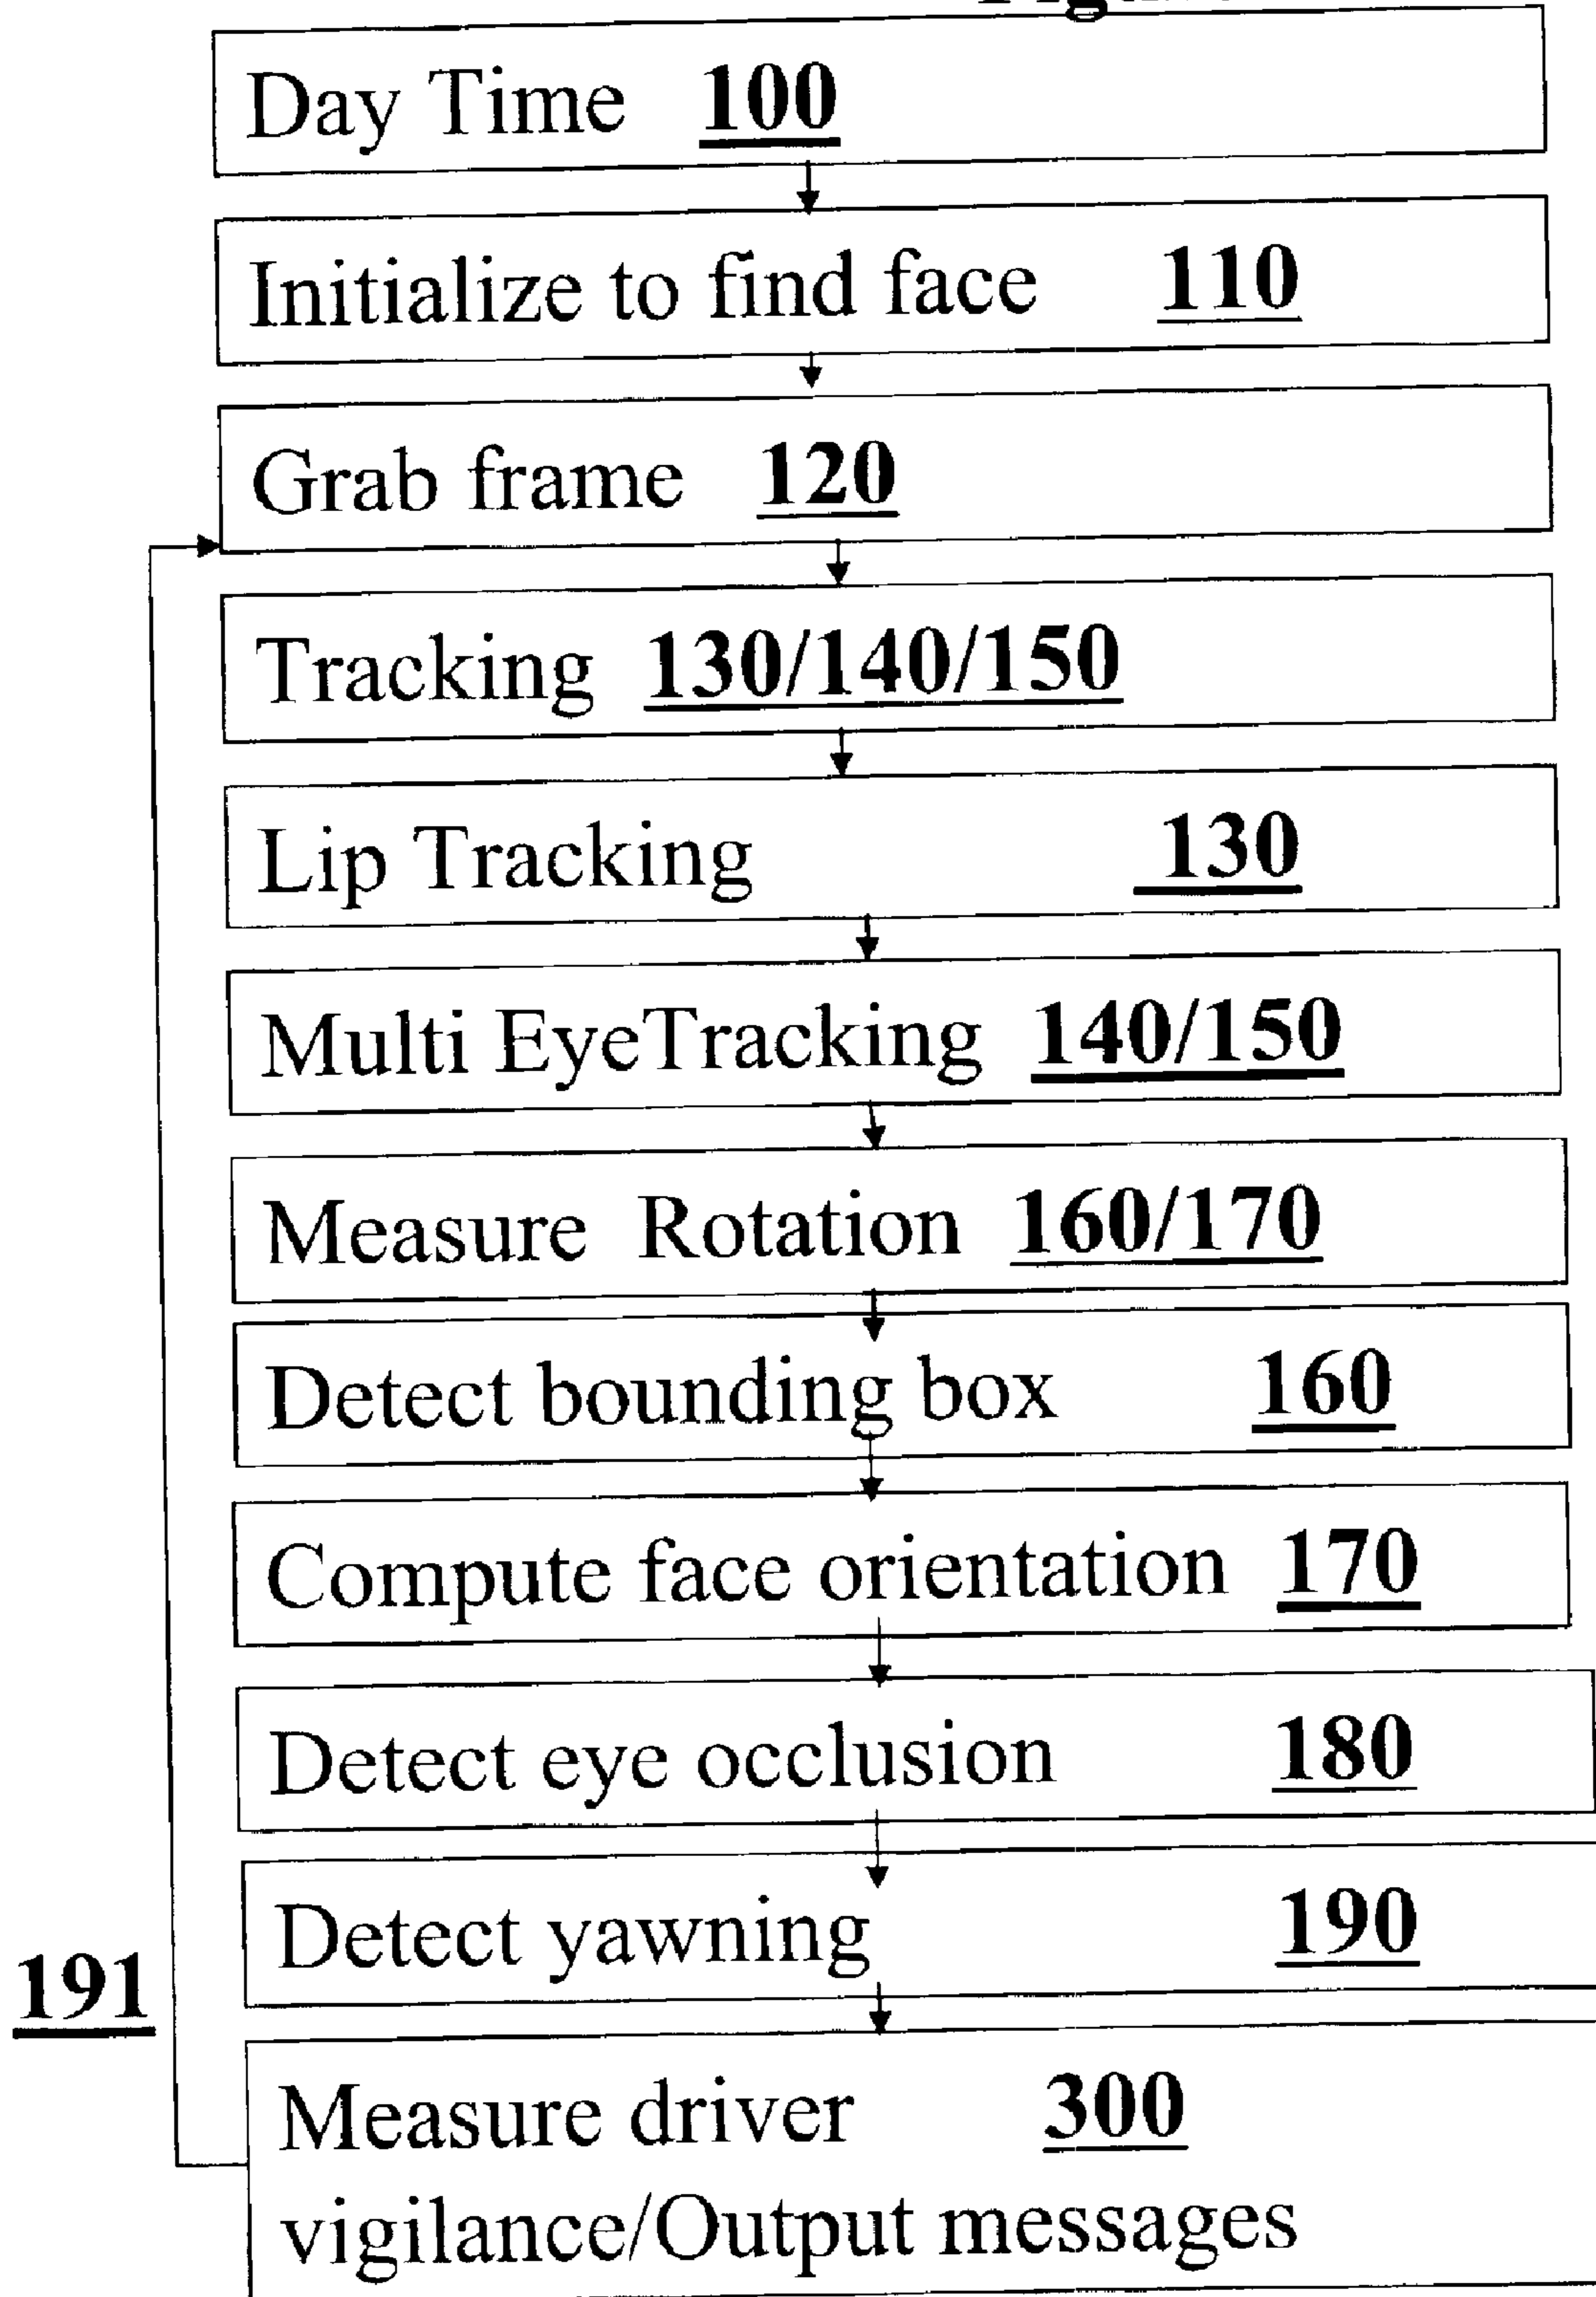 Day Time 100
Initialize to find face 110
Grab frame 120
Tracking 130/140/150
Lip Tracking 130
Multi EyeTracking 140/150
Measure Rotation 160/170
Detect bounding box 160
Compute face orientation 170
Detect eye occlusion 180
Detect yawning 190
191
Measure driver 300
vigilance/Output messages